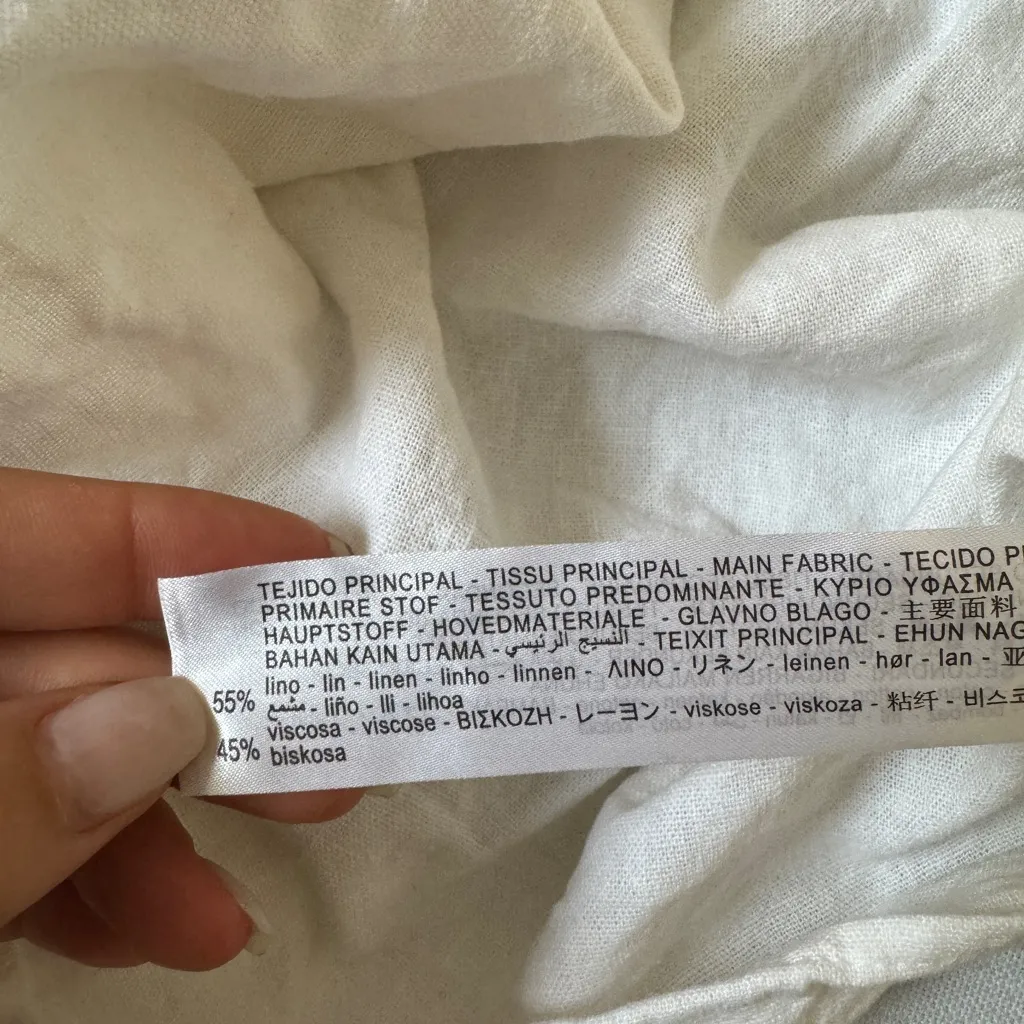 TEJIDO PRINCIPAL - TISSU PRINCIPAL - MAIN FABRIC - TECIDO
PRIMAIRE STOF - TESSUTO PREDOMINANTE - ΚΥΡΙΟ ΥΦΑΣΜΑ
HAUPTSTOFF - HOVEDMATERIALE - GLAVNO BLAGO - 主要面料
BAHAN KAIN UTAMA - النسيج الرئيسي - TEIXIT PRINCIPAL - EHUN
55% lino - lin - linen - linho - linnen - ΛΙΝΟ - リネン - leinen - hør - lan -
مشمع - liño - lli - lihoa
viscosa - viscose - ΒΙΣΚΟΖΗ - レーヨン - viskose - viskoza - 粘纤 -
45% biskosa